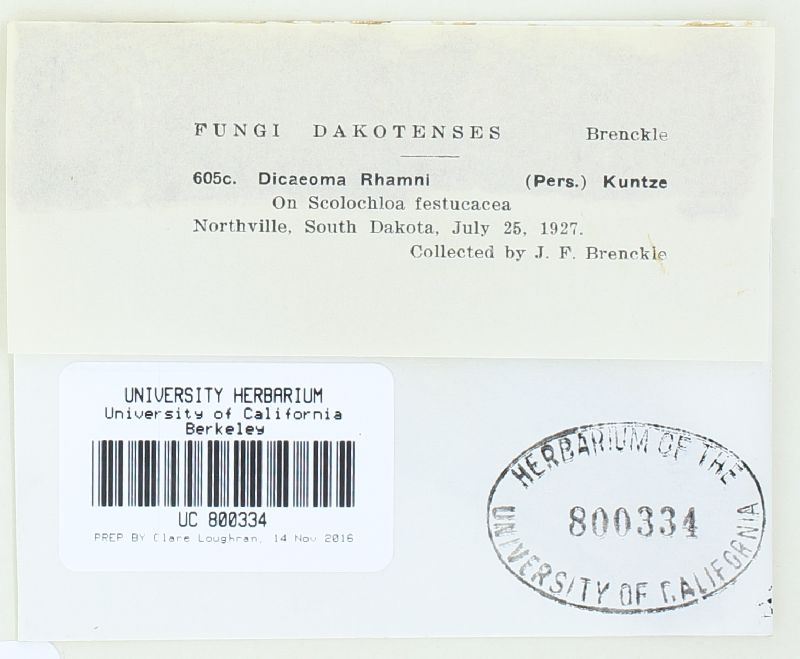 FUNGI DAKOTENSES Brenckle
605c. Dicaeoma Rhamni (Pers.) Kuntze
On Scolochloa festucacea
Northville, South Dakota, July 25, 1927.
Collected by J. F. Brenckle
UNIVERSITY HERBARIUM
University of California
Berkeley
UC 800334
PREP BY Clare Loughran, 14 Nov 2016
HERBARIUM OF THE
800334
UNIVERSITY OF CALIFORNIA